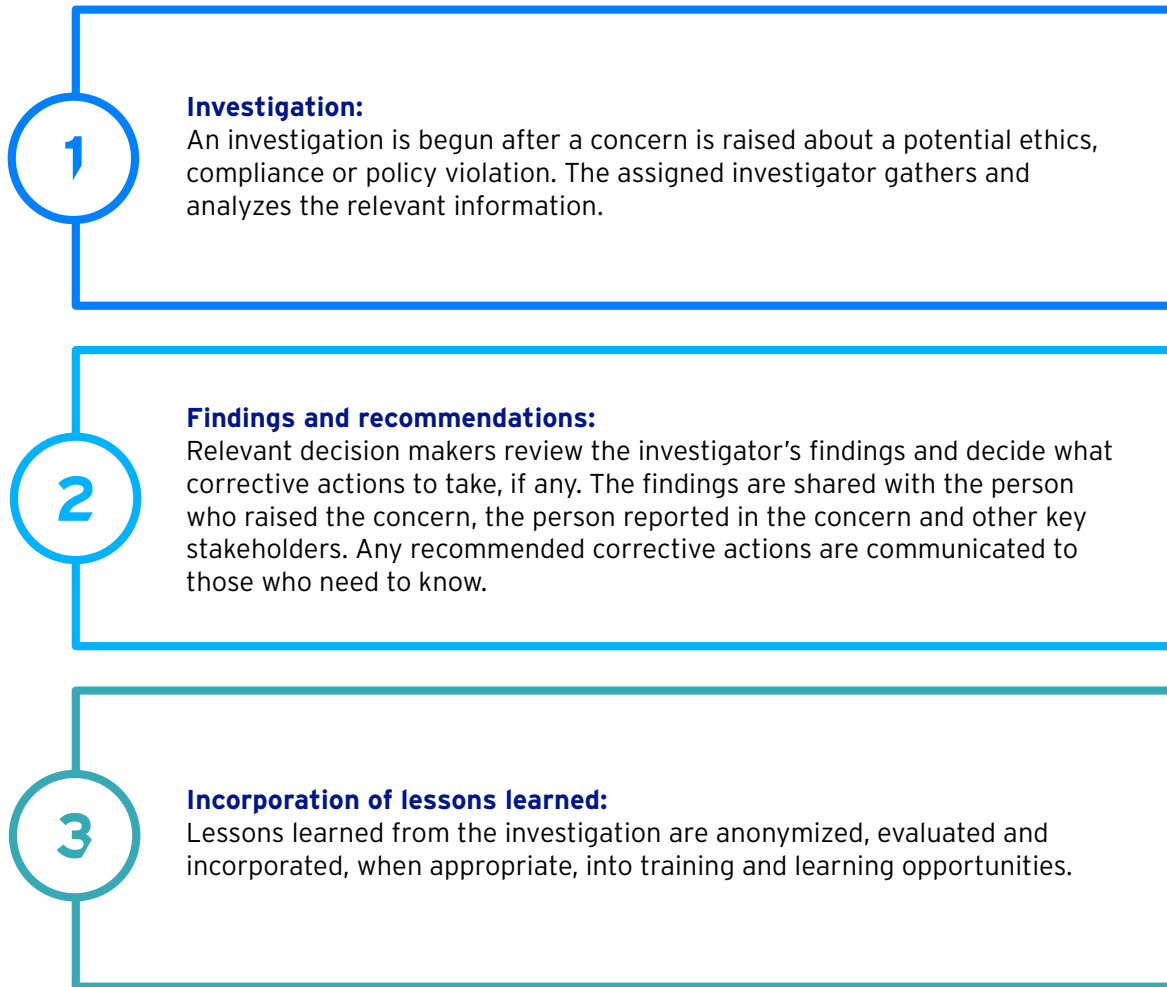 1
Investigation:
An investigation is begun after a concern is raised about a potential ethics,
compliance or policy violation. The assigned investigator gathers and
analyzes the relevant information.
2
Findings and recommendations:
Relevant decision makers review the investigator’s findings and decide what
corrective actions to take, if any. The findings are shared with the person
who raised the concern, the person reported in the concern and other key
stakeholders. Any recommended corrective actions are communicated to
those who need to know.
3
Incorporation of lessons learned:
Lessons learned from the investigation are anonymized, evaluated and
incorporated, when appropriate, into training and learning opportunities.